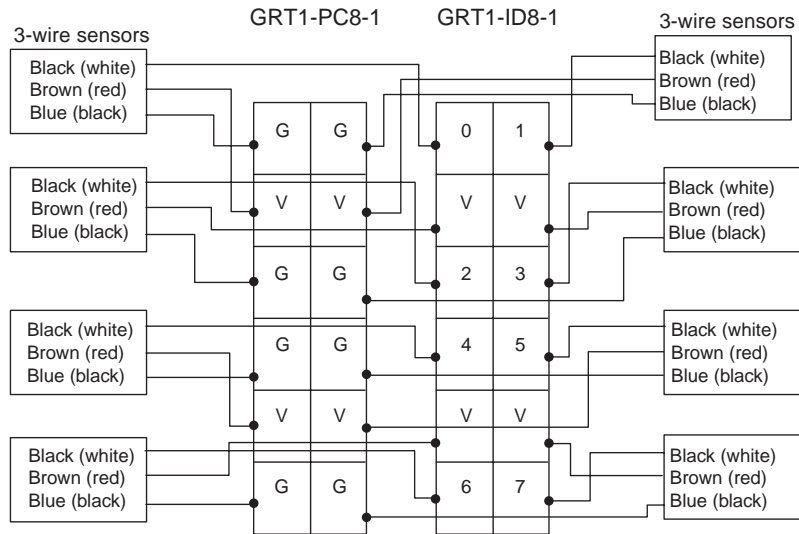 GRT1-PC8-1 GRT1-ID8-1
3-wire sensors
3-wire sensors
Black (white)
Brown (red)
Blue (black)
Black (white)
Brown (red)
Blue (black)
G G
0 1
V V
V V
Black (white)
Brown (red)
Blue (black)
Black (white)
Brown (red)
Blue (black)
G G
2 3
G G
4 5
Black (white)
Brown (red)
Blue (black)
Black (white)
Brown (red)
Blue (black)
V V
V V
G G
6 7
Black (white)
Brown (red)
Blue (black)
Black (white)
Brown (red)
Blue (black)